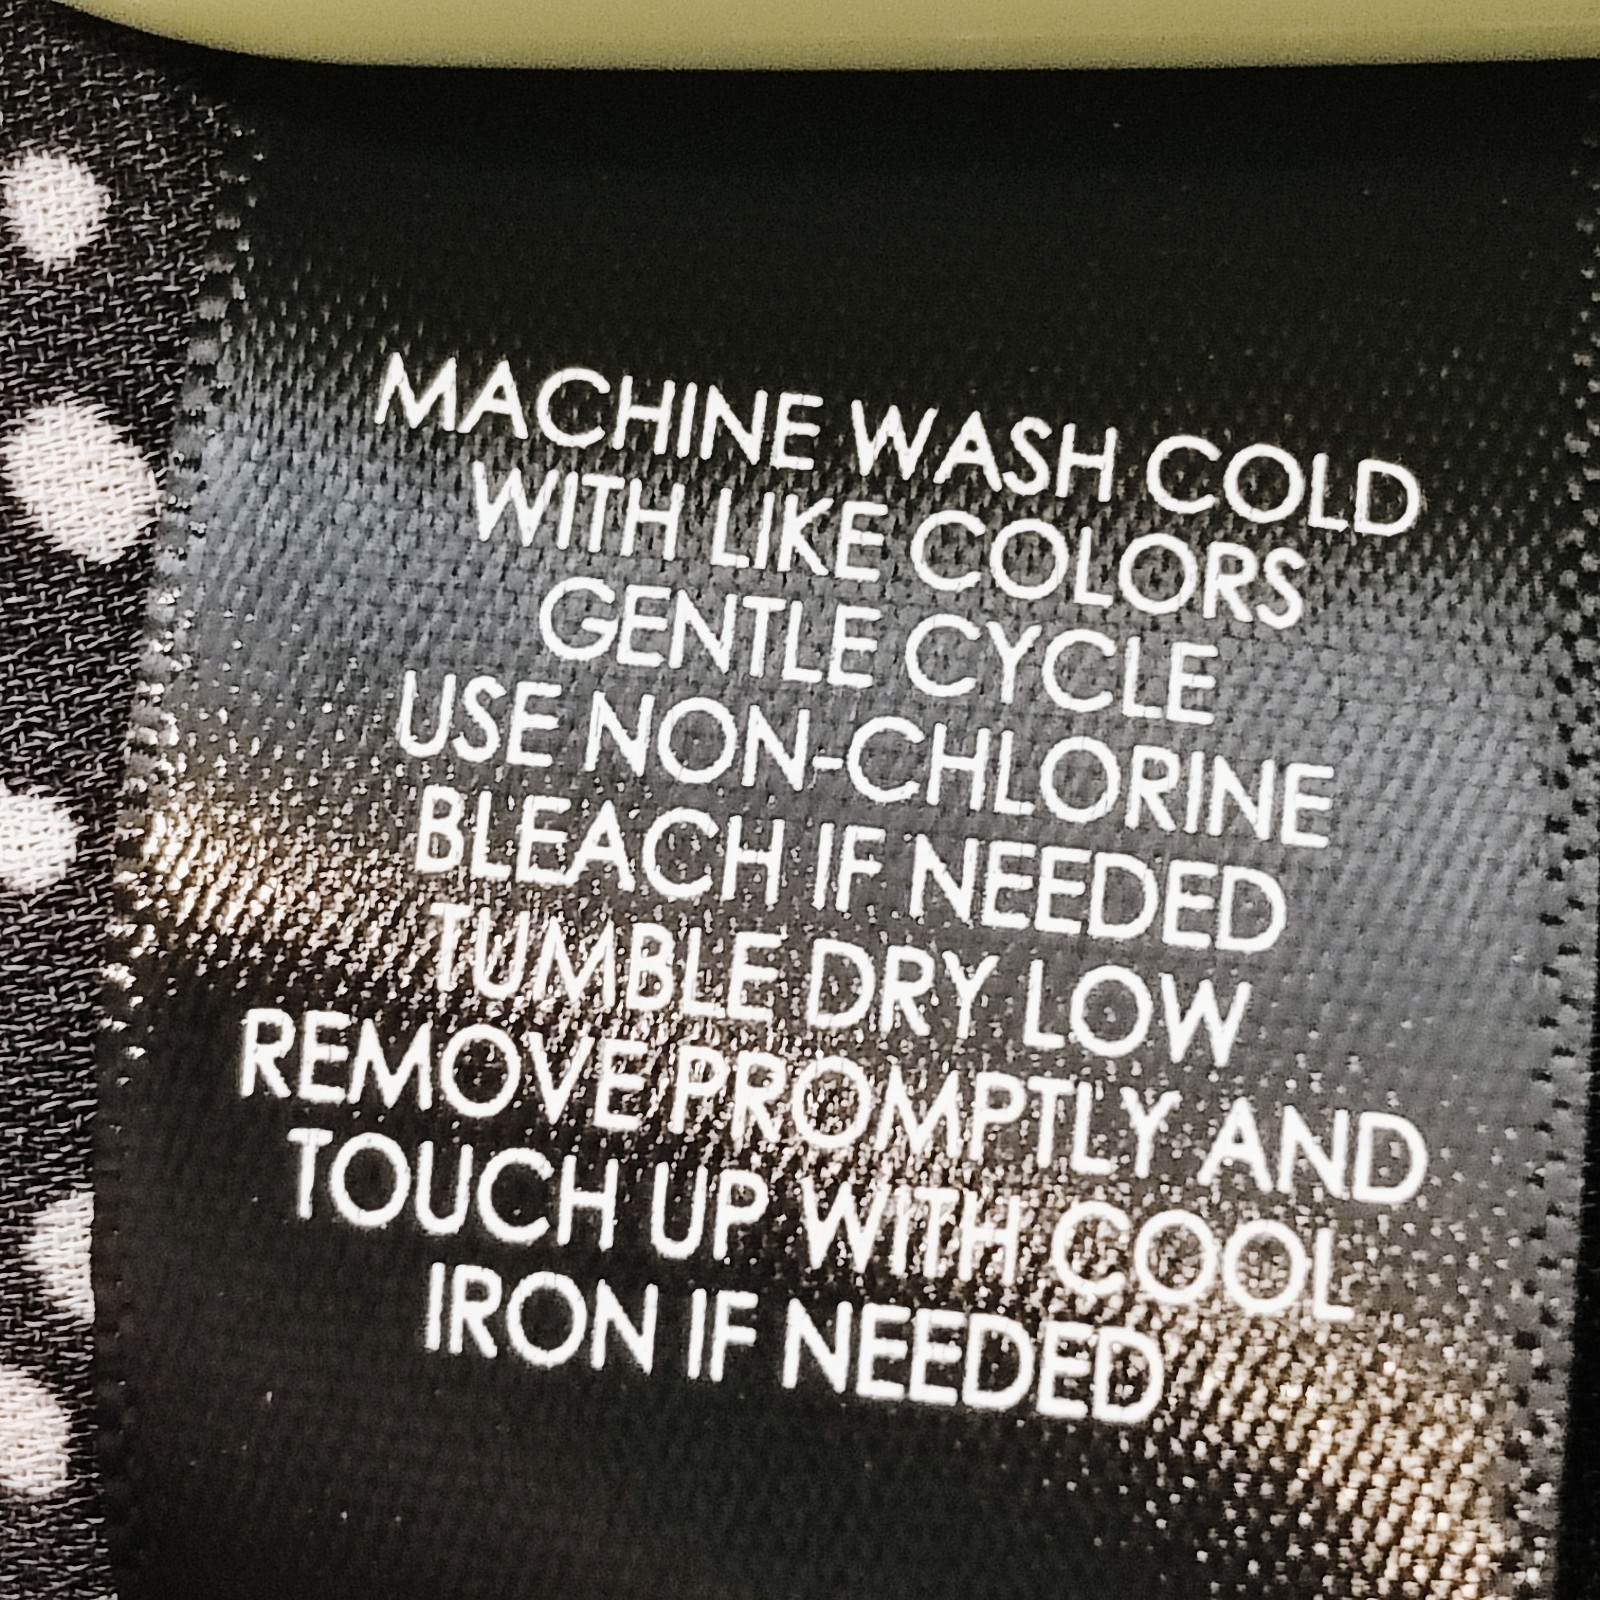 MACHINE WASH COLD
WITH LIKE COLORS
GENTLE CYCLE
USE NON-CHLORINE
BLEACH IF NEEDED
TUMBLE DRY LOW
REMOVE PROMPTLY AND
TOUCH UP WITH COOL
IRON IF NEEDED